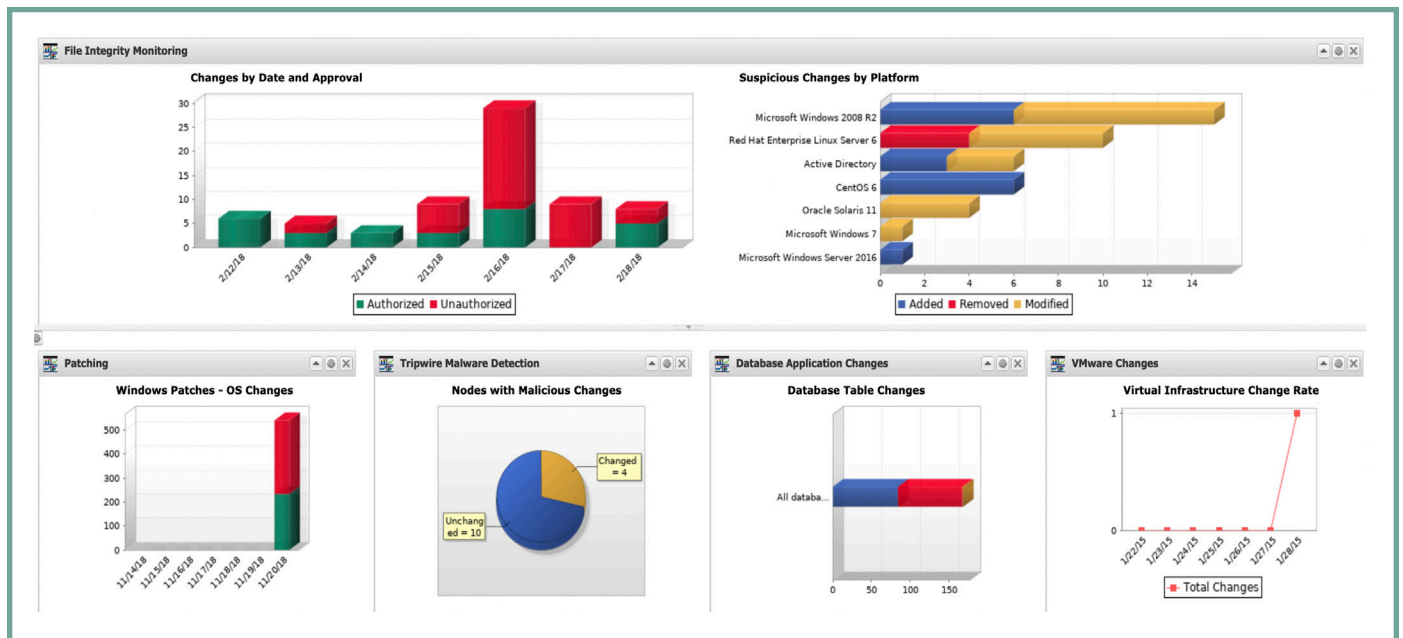 File Integrity Monitoring
Changes by Date and Approval
30
25
20
15
10
5
0
2/12/18
2/13/18
2/14/18
2/15/18
2/16/18
2/17/18
2/18/18
Authorized Unauthorized
Suspicious Changes by Platform
Microsoft Windows 2008 R2
Red Hat Enterprise Linux Server 6
Active Directory
CentOS 6
Oracle Solaris 11
Microsoft Windows 7
Microsoft Windows Server 2016
0 2 4 6 8 10 12 14
Added Removed Modified
Patching
Windows Patches - OS Changes
500
400
300
200
100
0
11/14/18
11/15/18
11/16/18
11/17/18
11/18/18
11/19/18
11/20/18
Tripwire Malware Detection
Nodes with Malicious Changes
Changed
= 4
Unchang
ed = 10
Database Application Changes
Database Table Changes
All databa...
0 50 100 150
VMware Changes
Virtual Infrastructure Change Rate
1
0
1/22/15
1/23/15
1/24/15
1/25/15
1/26/15
1/27/15
1/28/15
Total Changes